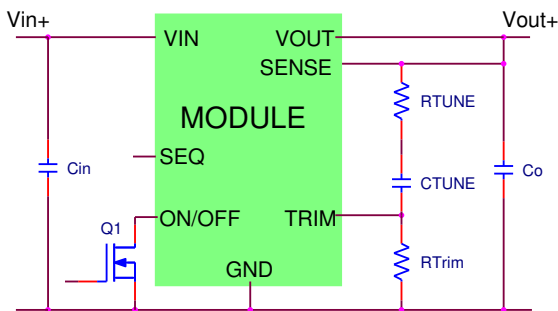 Vin+
Vout+
VIN
VOUT
SENSE
RTUNE
MODULE
SEQ
Cin
CTUNE
Co
Q1
ON/OFF
TRIM
GND
RTrim